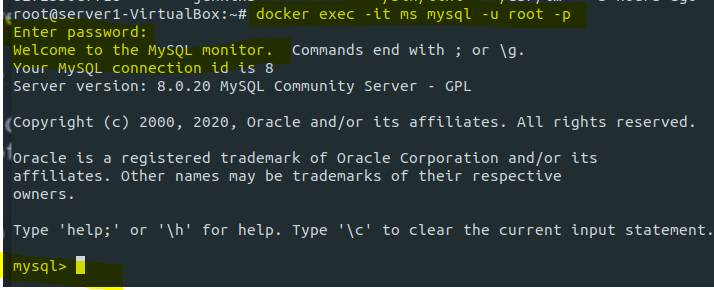 root@server1-VirtualBox:~# docker exec -it ms mysql -u root -p
Enter password:
Welcome to the MySQL monitor.  Commands end with ; or \g.
Your MySQL connection id is 8
Server version: 8.0.20 MySQL Community Server - GPL
Copyright (c) 2000, 2020, Oracle and/or its affiliates. All rights reserved.
Oracle is a registered trademark of Oracle Corporation and/or its
affiliates. Other names may be trademarks of their respective
owners.
Type 'help;' or '\h' for help. Type '\c' to clear the current input statement.
mysql>